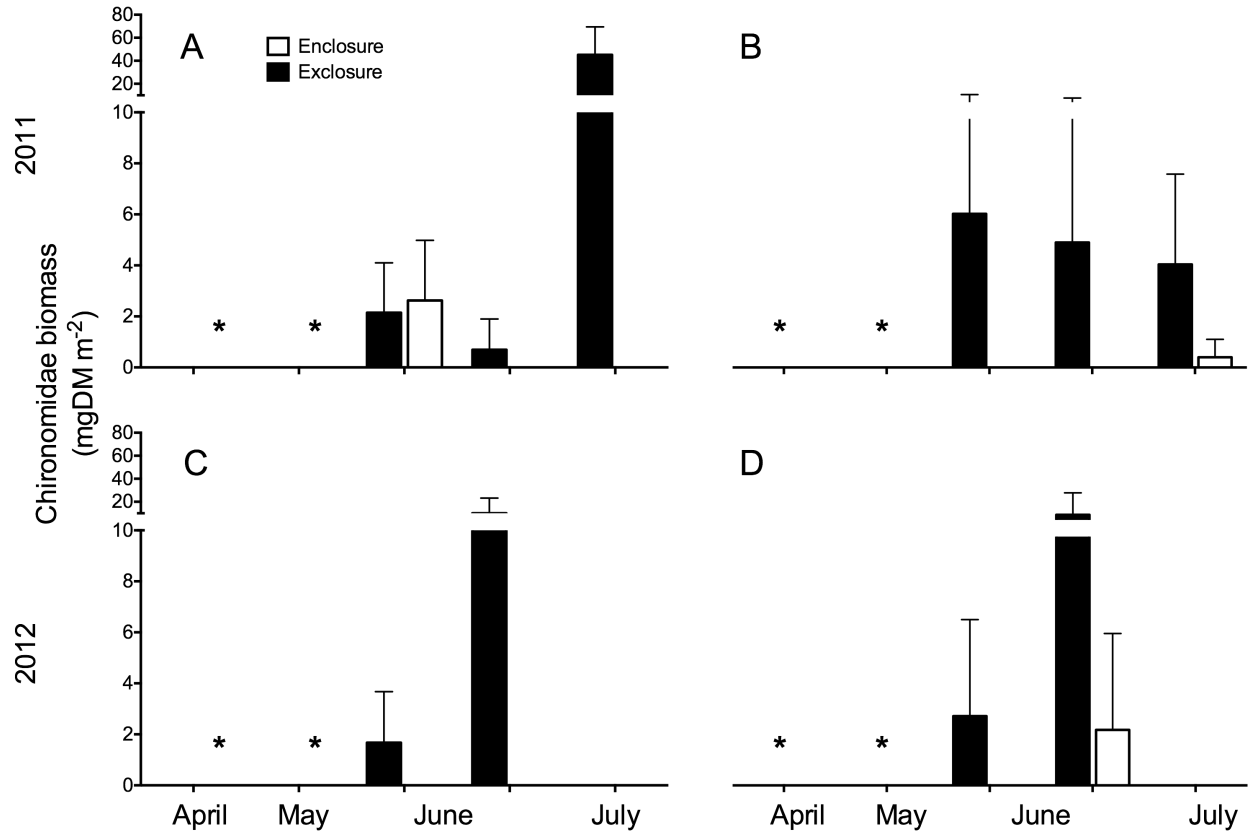 80
60
40
20
10
8
6
4
2
0
A
Enclosure
Exclosure
* *
B
* *
2011
Chironomidae biomass
(mgDM m-2)
80
60
40
20
10
8
6
4
2
0
C
* *
D
* *
2012
April May June July
April May June July